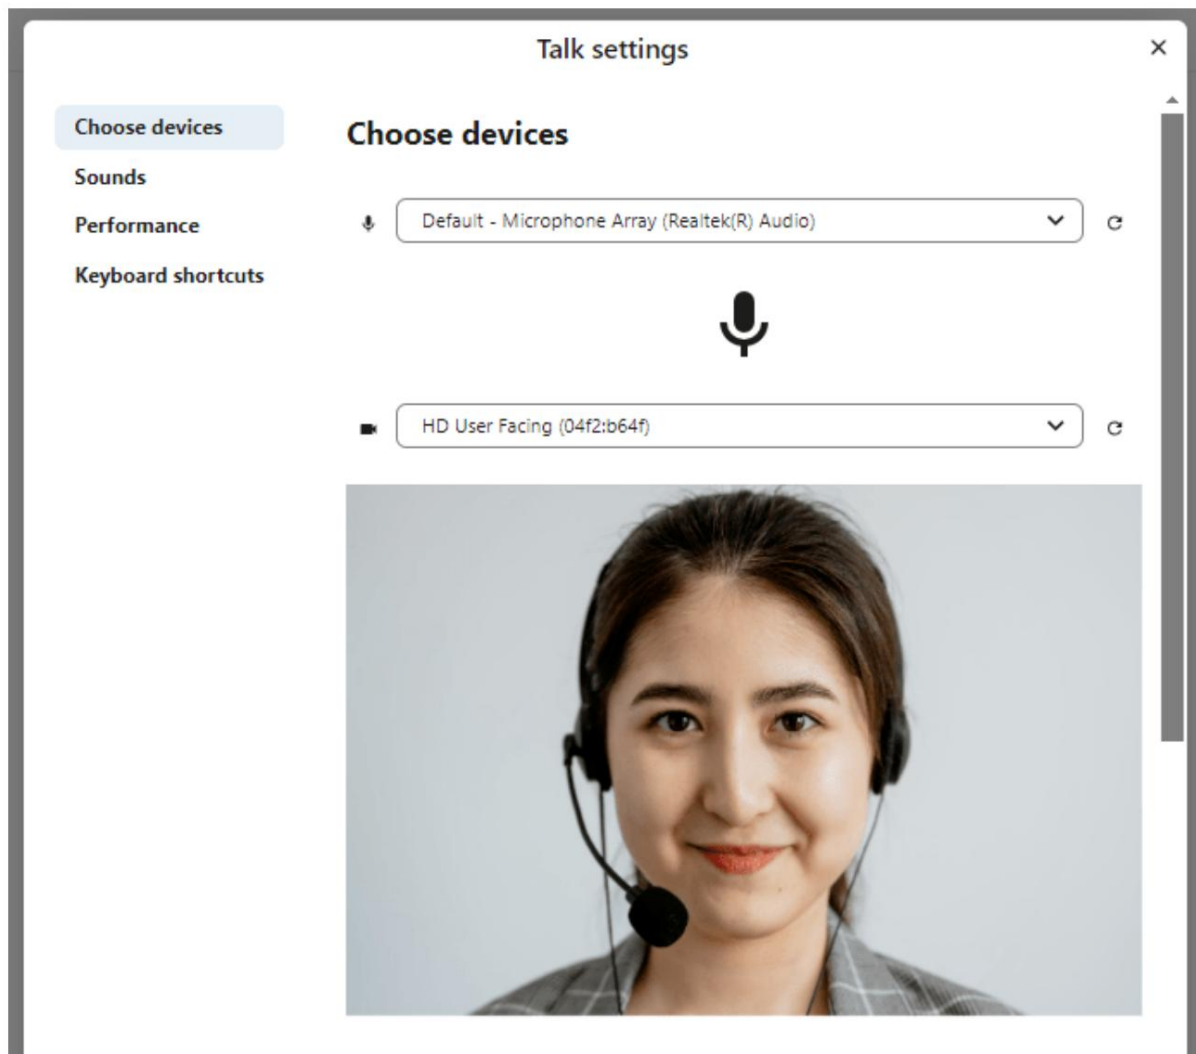 Talk settings
Choose devices
Sounds
Performance
Keyboard shortcuts
Choose devices
Default - Microphone Array (Realtek(R) Audio)
HD User Facing (04f2:b64f)